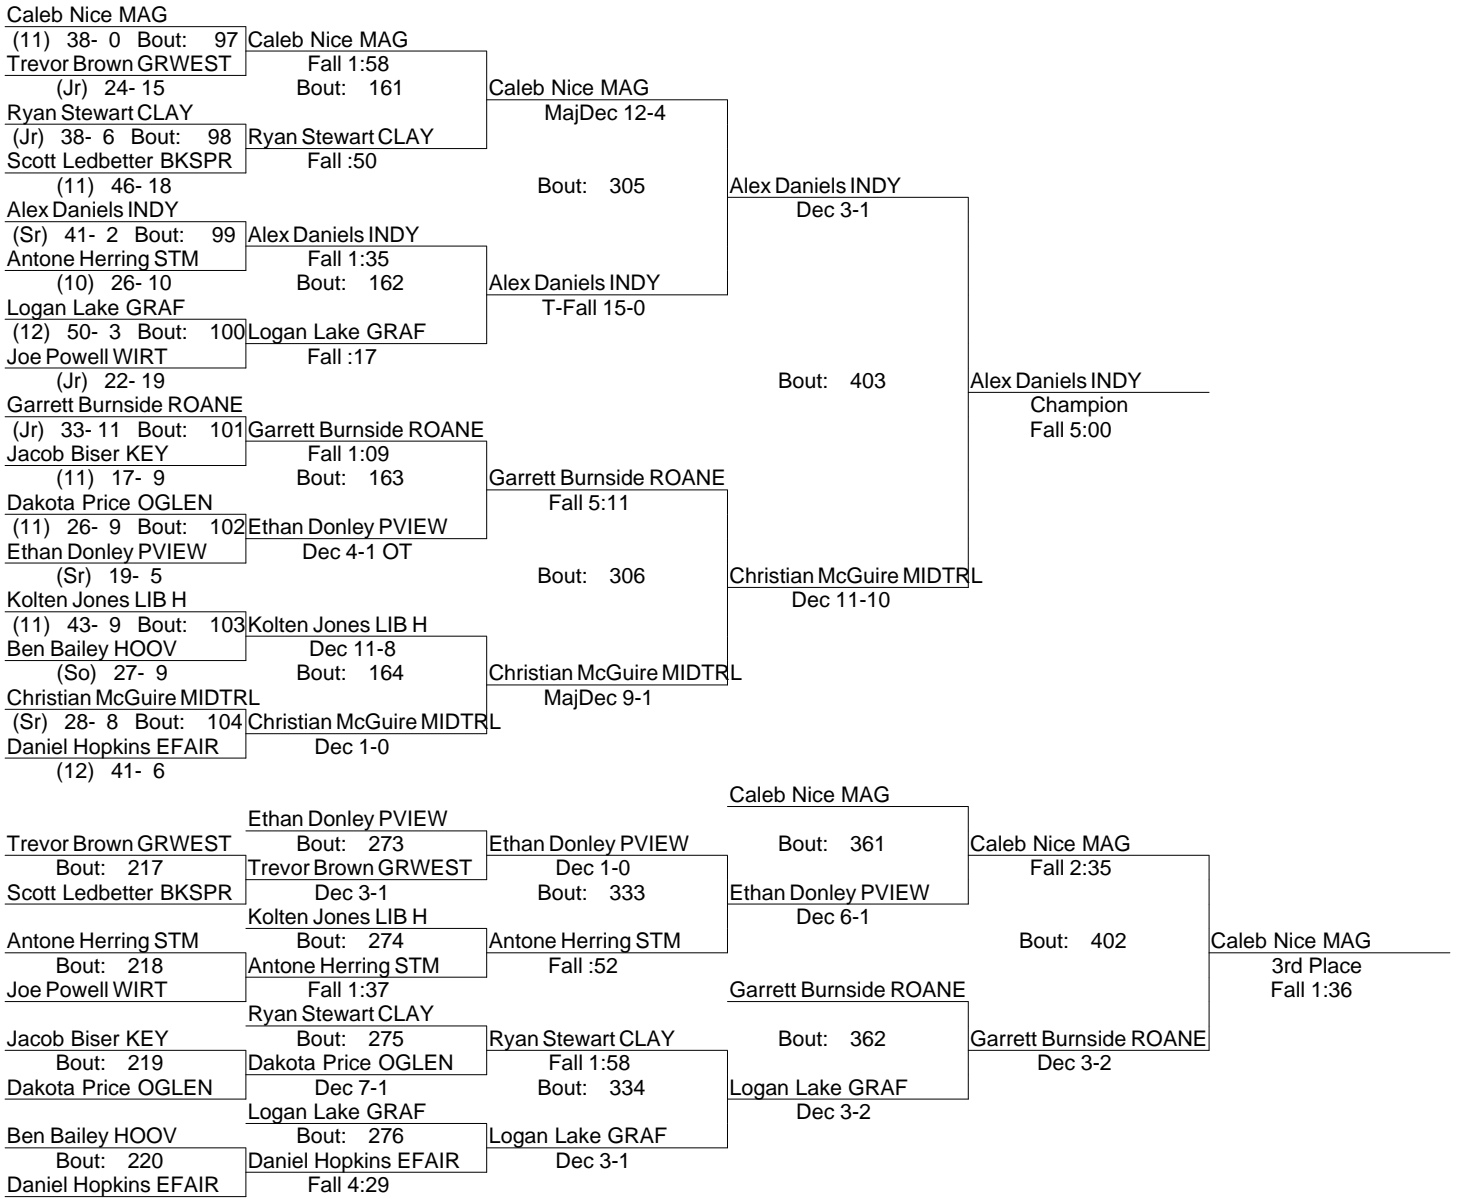 Caleb Nice MAG
(11) 38- 0 Bout: 97 Caleb Nice MAG
Trevor Brown GRWEST Fall 1:58
(Jr) 24- 15 Bout: 161 Caleb Nice MAG
Ryan Stewart CLAY MajDec 12-4
(Jr) 38- 6 Bout: 98 Ryan Stewart CLAY
Scott Ledbetter BKSPR Fall :50
(11) 46- 18 Bout: 305 Alex Daniels INDY
Alex Daniels INDY Dec 3-1
(Sr) 41- 2 Bout: 99 Alex Daniels INDY
Antone Herring STM Fall 1:35
(10) 26- 10 Bout: 162 Alex Daniels INDY
Logan Lake GRAF T-Fall 15-0
(12) 50- 3 Bout: 100 Logan Lake GRAF
Joe Powell WIRT Fall :17
(Jr) 22- 19 Bout: 403 Alex Daniels INDY
Garrett Burnside ROANE Champion
(Jr) 33- 11 Bout: 101 Garrett Burnside ROANE Fall 5:00
Jacob Biser KEY Fall 1:09
(11) 17- 9 Bout: 163 Garrett Burnside ROANE
Dakota Price OGLEN Fall 5:11
(11) 26- 9 Bout: 102 Ethan Donley PVIEW
Ethan Donley PVIEW Dec 4-1 OT
(Sr) 19- 5 Bout: 306 Christian McGuire MIDTRL
Kolten Jones LIB H Dec 11-10
(11) 43- 9 Bout: 103 Kolten Jones LIB H
Ben Bailey HOOV Dec 11-8
(So) 27- 9 Bout: 164 Christian McGuire MIDTRL
Christian McGuire MIDTRL MajDec 9-1
(Sr) 28- 8 Bout: 104 Christian McGuire MIDTRL
Daniel Hopkins EFAIR Dec 1-0
(12) 41- 6
Caleb Nice MAG
Ethan Donley PVIEW
Trevor Brown GRWEST Bout: 273 Ethan Donley PVIEW Bout: 361 Caleb Nice MAG
Bout: 217 Trevor Brown GRWEST Dec 1-0 Fall 2:35
Scott Ledbetter BKSPR Dec 3-1 Bout: 333 Ethan Donley PVIEW
Kolten Jones LIB H Dec 6-1
Antone Herring STM Bout: 274 Antone Herring STM Bout: 402 Caleb Nice MAG
Bout: 218 Antone Herring STM Fall :52 3rd Place
Joe Powell WIRT Fall 1:37 Garrett Burnside ROANE Fall 1:36
Ryan Stewart CLAY
Jacob Biser KEY Bout: 275 Ryan Stewart CLAY Bout: 362 Garrett Burnside ROANE
Bout: 219 Dakota Price OGLEN Fall 1:58 Dec 3-2
Dakota Price OGLEN Dec 7-1 Bout: 334 Logan Lake GRAF
Logan Lake GRAF Dec 3-2
Ben Bailey HOOV Bout: 276 Logan Lake GRAF
Bout: 220 Daniel Hopkins EFAIR Dec 3-1
Daniel Hopkins EFAIR Fall 4:29